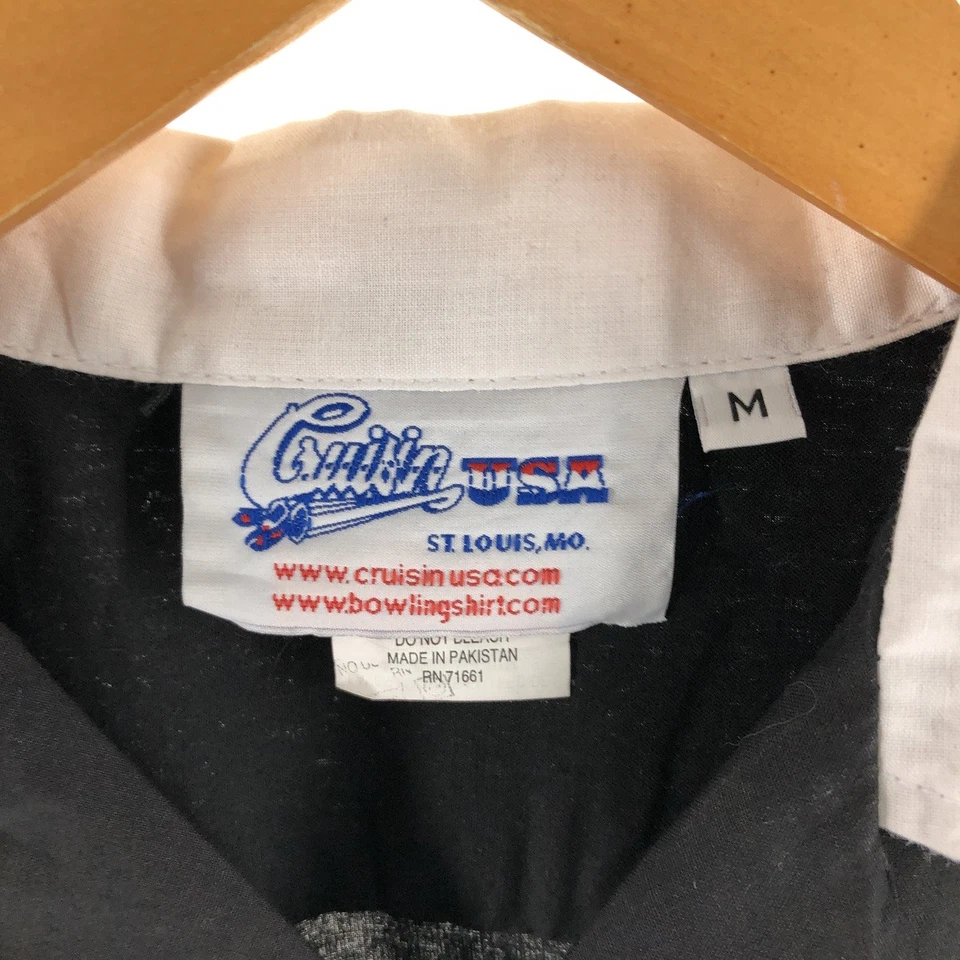 Cruisin USA
M
ST. LOUIS, MO.
www.cruisinusa.com
www.bowlingshirt.com
DO NOT BLEACH
MADE IN PAKISTAN
RN 71661